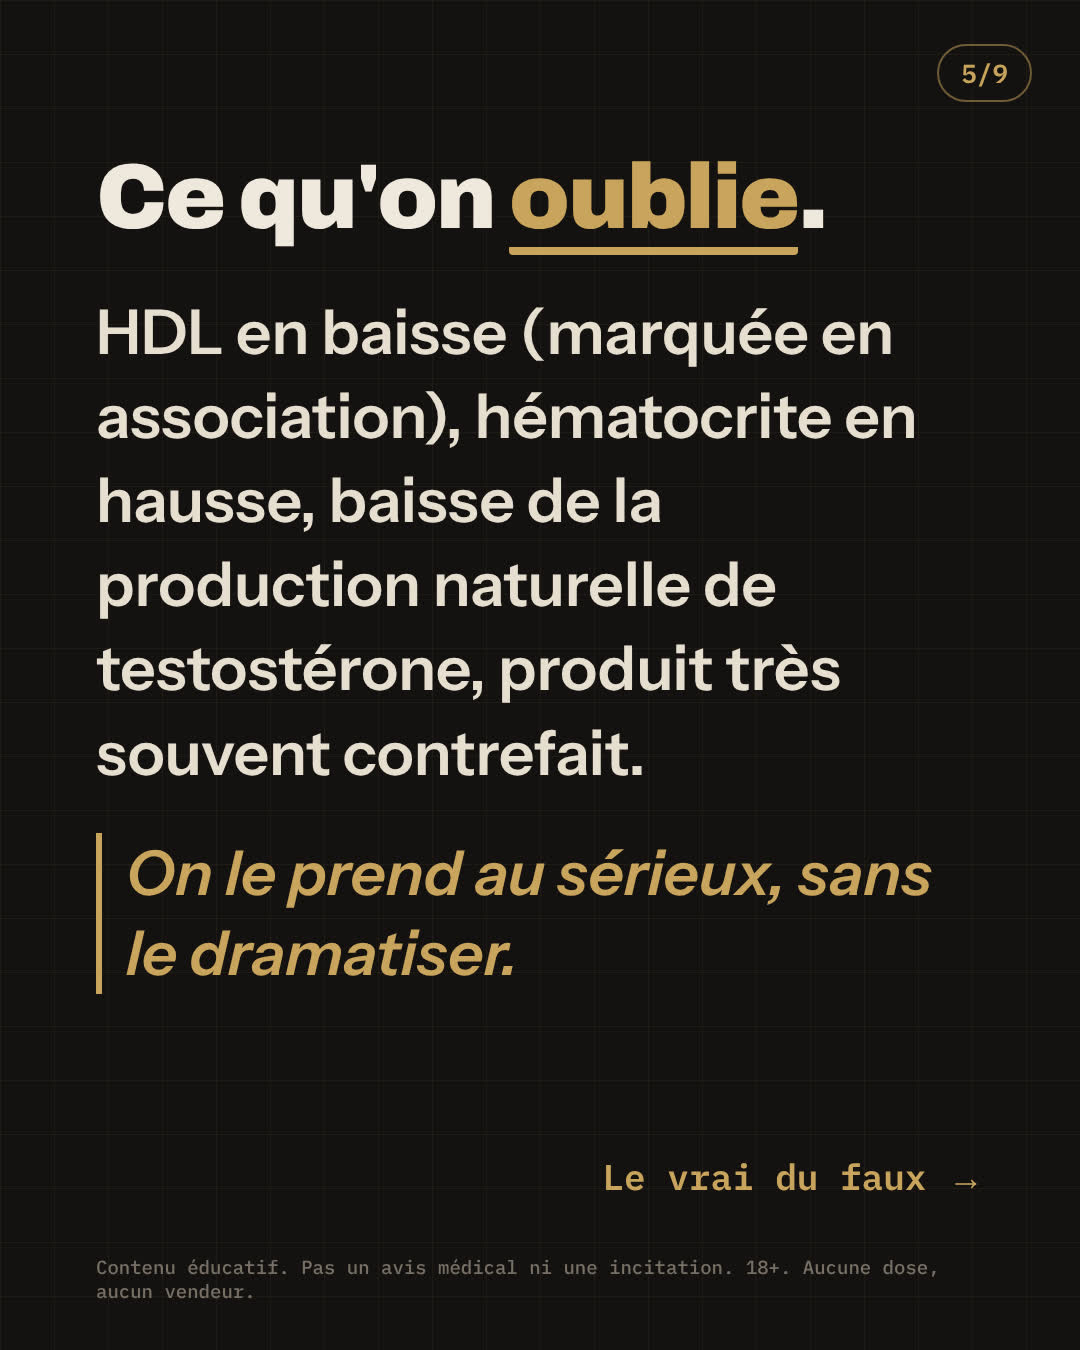 5/9
Ce qu'on oublie.
HDL en baisse (marquée en
association), hématocrite en
hausse, baisse de la
production naturelle de
testostérone, produit très
souvent contrefait.
On le prend au sérieux, sans
le dramatiser.
Le vrai du faux →
Contenu éducatif. Pas un avis médical ni une incitation. 18+. Aucune dose,
aucun vendeur.